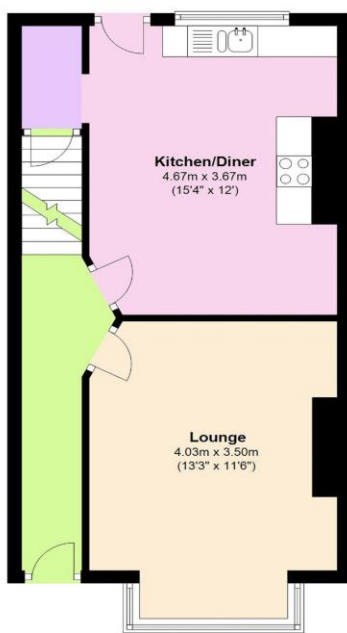 Kitchen/Diner
4.67m x 3.67m
(15'4" x 12')
Lounge
4.03m x 3.50m
(13'3" x 11'6")